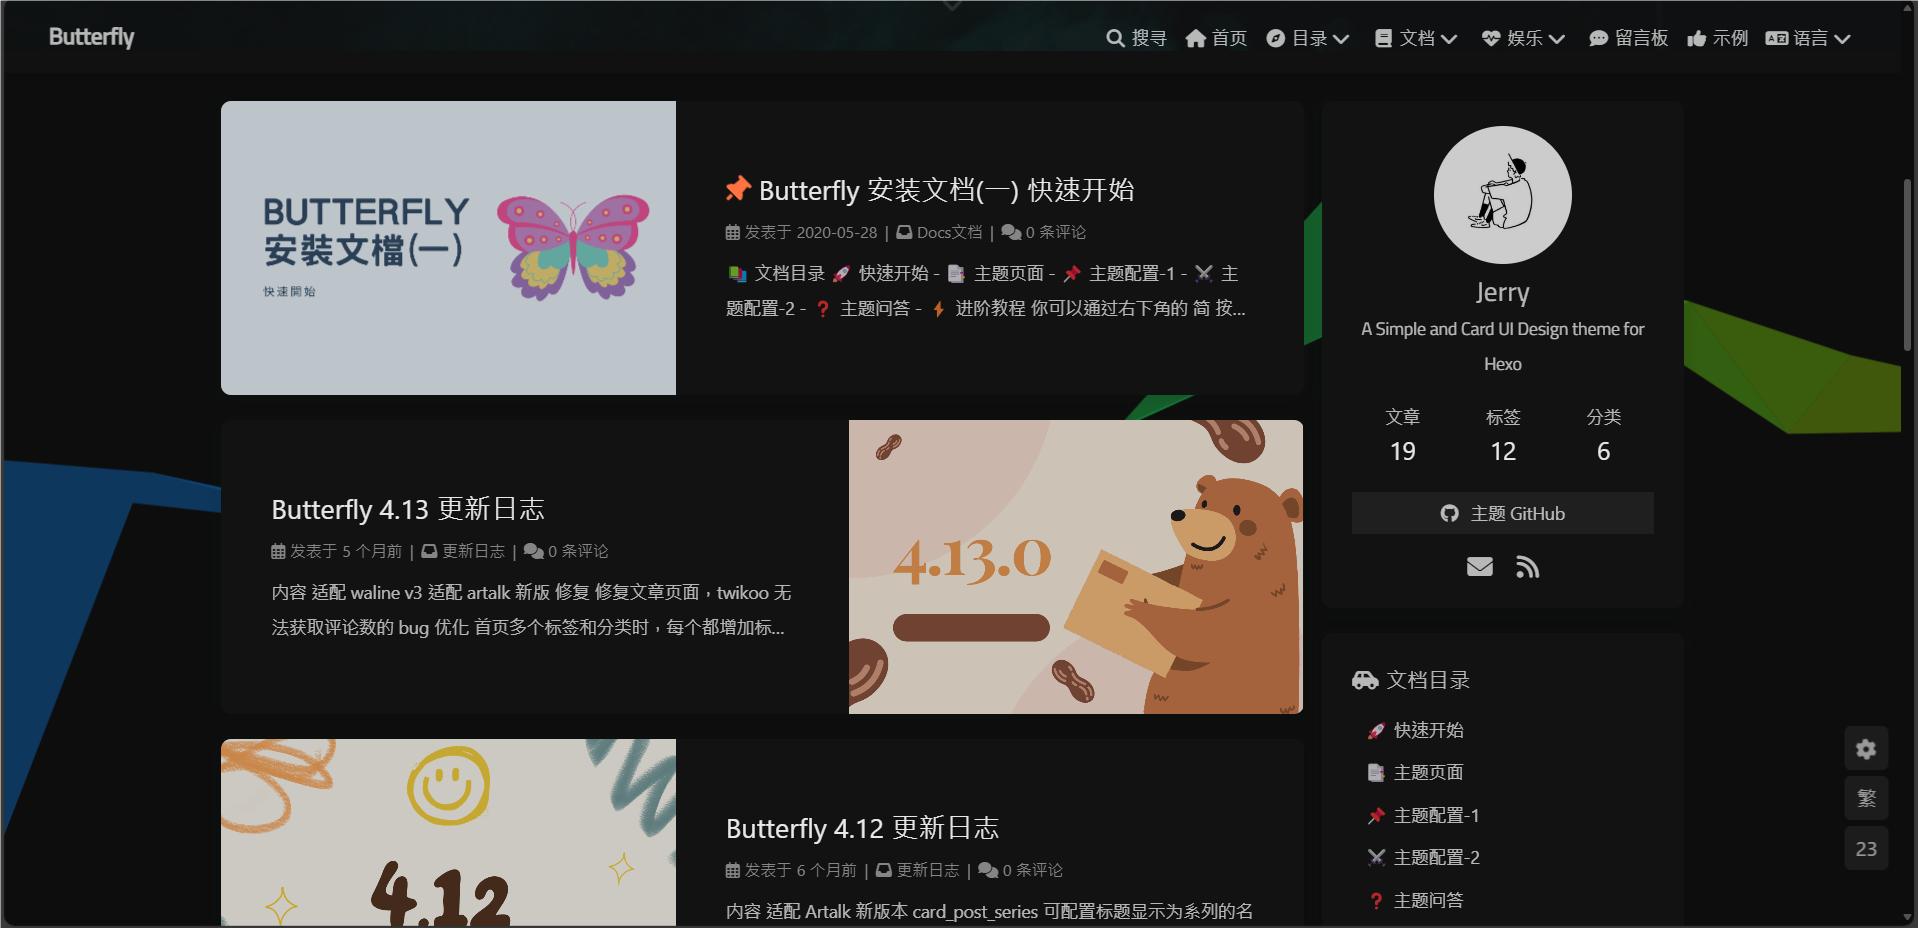 Butterfly
搜寻 首页 目录 文档 娱乐 留言板 示例 语言
BUTTERFLY
安裝文檔(一)
快速開始
Butterfly 安装文档(一) 快速开始
发表于 2020-05-28 | Docs文档 | 0 条评论
文档目录 🚀 快速开始 - 📑 主题页面 - 📌 主题配置-1 - ⚔️ 主
题配置-2 - ❓ 主题问答 - ⚡ 进阶教程 你可以通过右下角的 简 按...
Butterfly 4.13 更新日志
发表于 5 个月前 | 更新日志 | 0 条评论
内容 适配 waline v3 适配 artalk 新版 修复 修复文章页面，twikoo 无
法获取评论数的 bug 优化 首页多个标签和分类时，每个都增加标...
4.13.0
4.12
Butterfly 4.12 更新日志
发表于 6 个月前 | 更新日志 | 0 条评论
内容 适配 Artalk 新版本 card_post_series 可配置标题显示为系列的名
Jerry
A Simple and Card UI Design theme for
Hexo
文章 标签 分类
19 12 6
主题 GitHub
文档目录
快速开始
主题页面
主题配置-1
主题配置-2
主题问答
繁
23